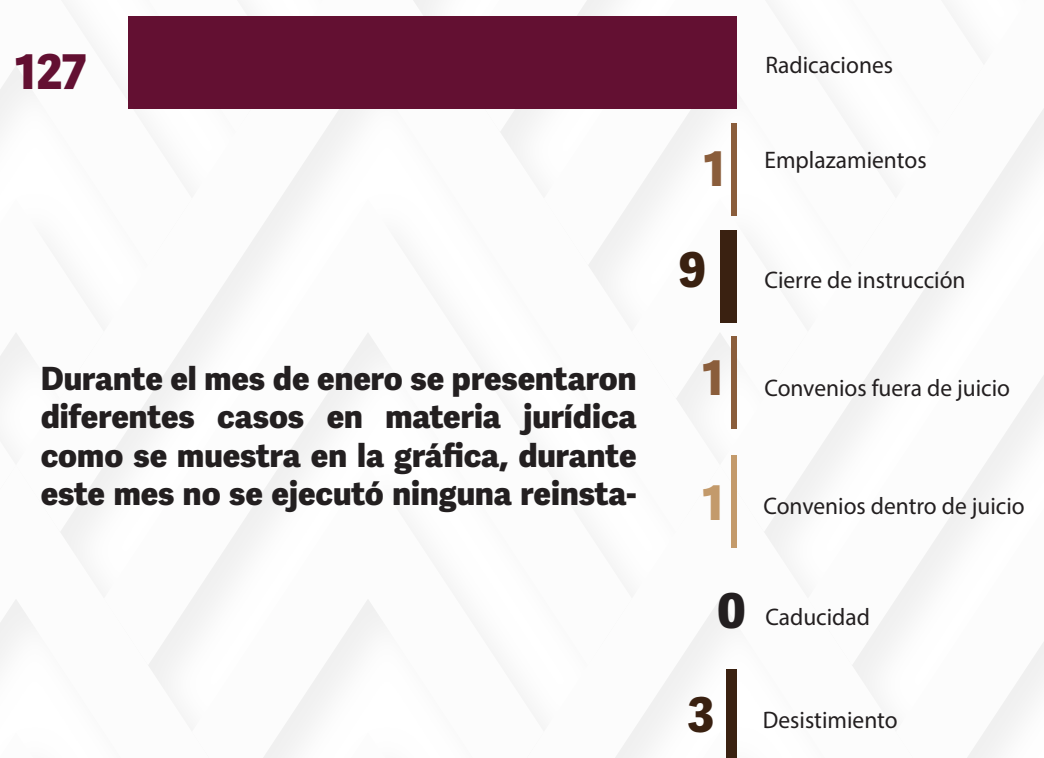 127
Radicaciones
1
Emplazamientos
9
Cierre de instrucción
Durante el mes de enero se presentaron
diferentes casos en materia jurídica
como se muestra en la gráfica, durante
este mes no se ejecutó ninguna reinsta-
1
Convenios fuera de juicio
1
Convenios dentro de juicio
0
Caducidad
3
Desistimiento